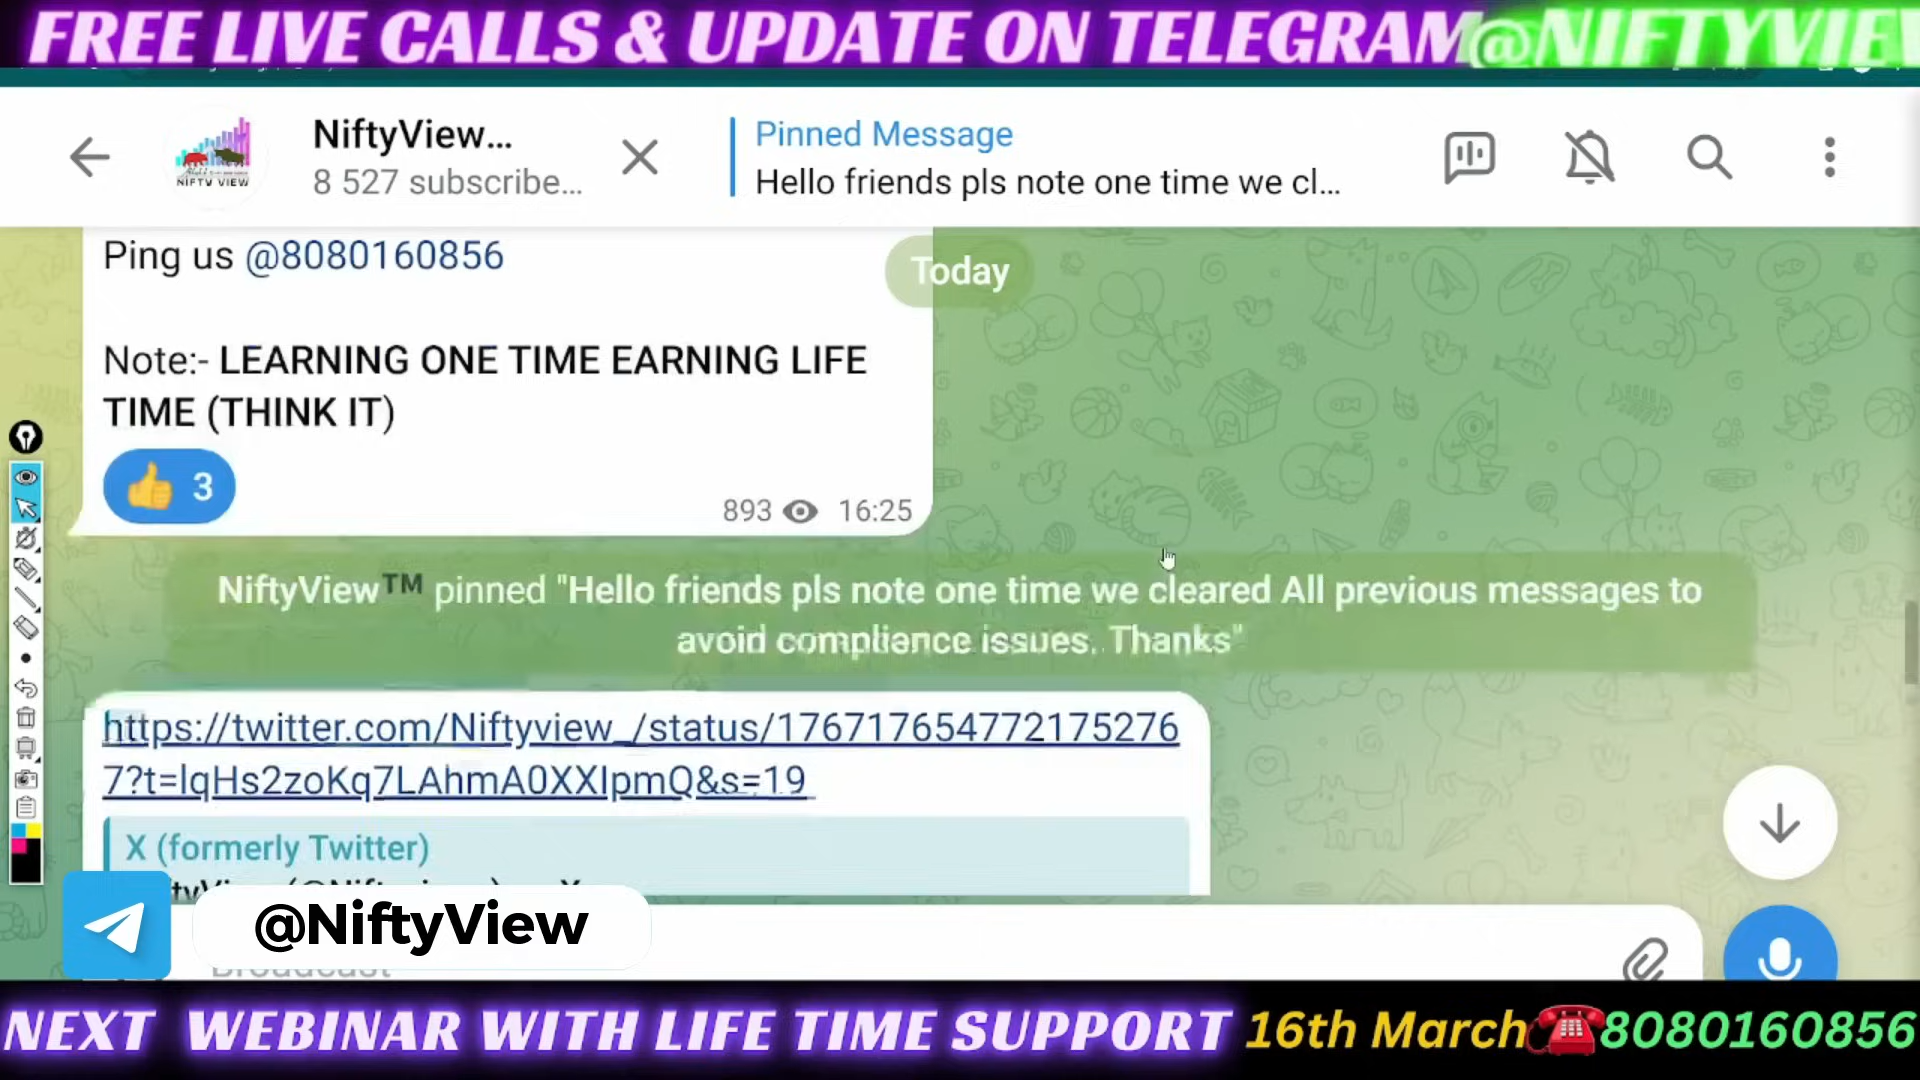 FREE LIVE CALLS & UPDATE ON TELEGRAM @NIFTYVIEW
NiftyView...
8 527 subscribe...
Pinned Message
Hello friends pls note one time we cl...
NIFTY VIEW
Ping us @8080160856
Today
Note:- LEARNING ONE TIME EARNING LIFE
TIME (THINK IT)
👍 3
893 16:25
NiftyView™ pinned "Hello friends pls note one time we cleared All previous messages to
avoid compliance issues. Thanks"
https://twitter.com/Niftyview_/status/176717654772175276
7?t=lqHs2zoKq7LAhmA0XXIpmQ&s=19
X (formerly Twitter)
@NiftyView
Broadcast
NEXT WEBINAR WITH LIFE TIME SUPPORT 16th March☎8080160856